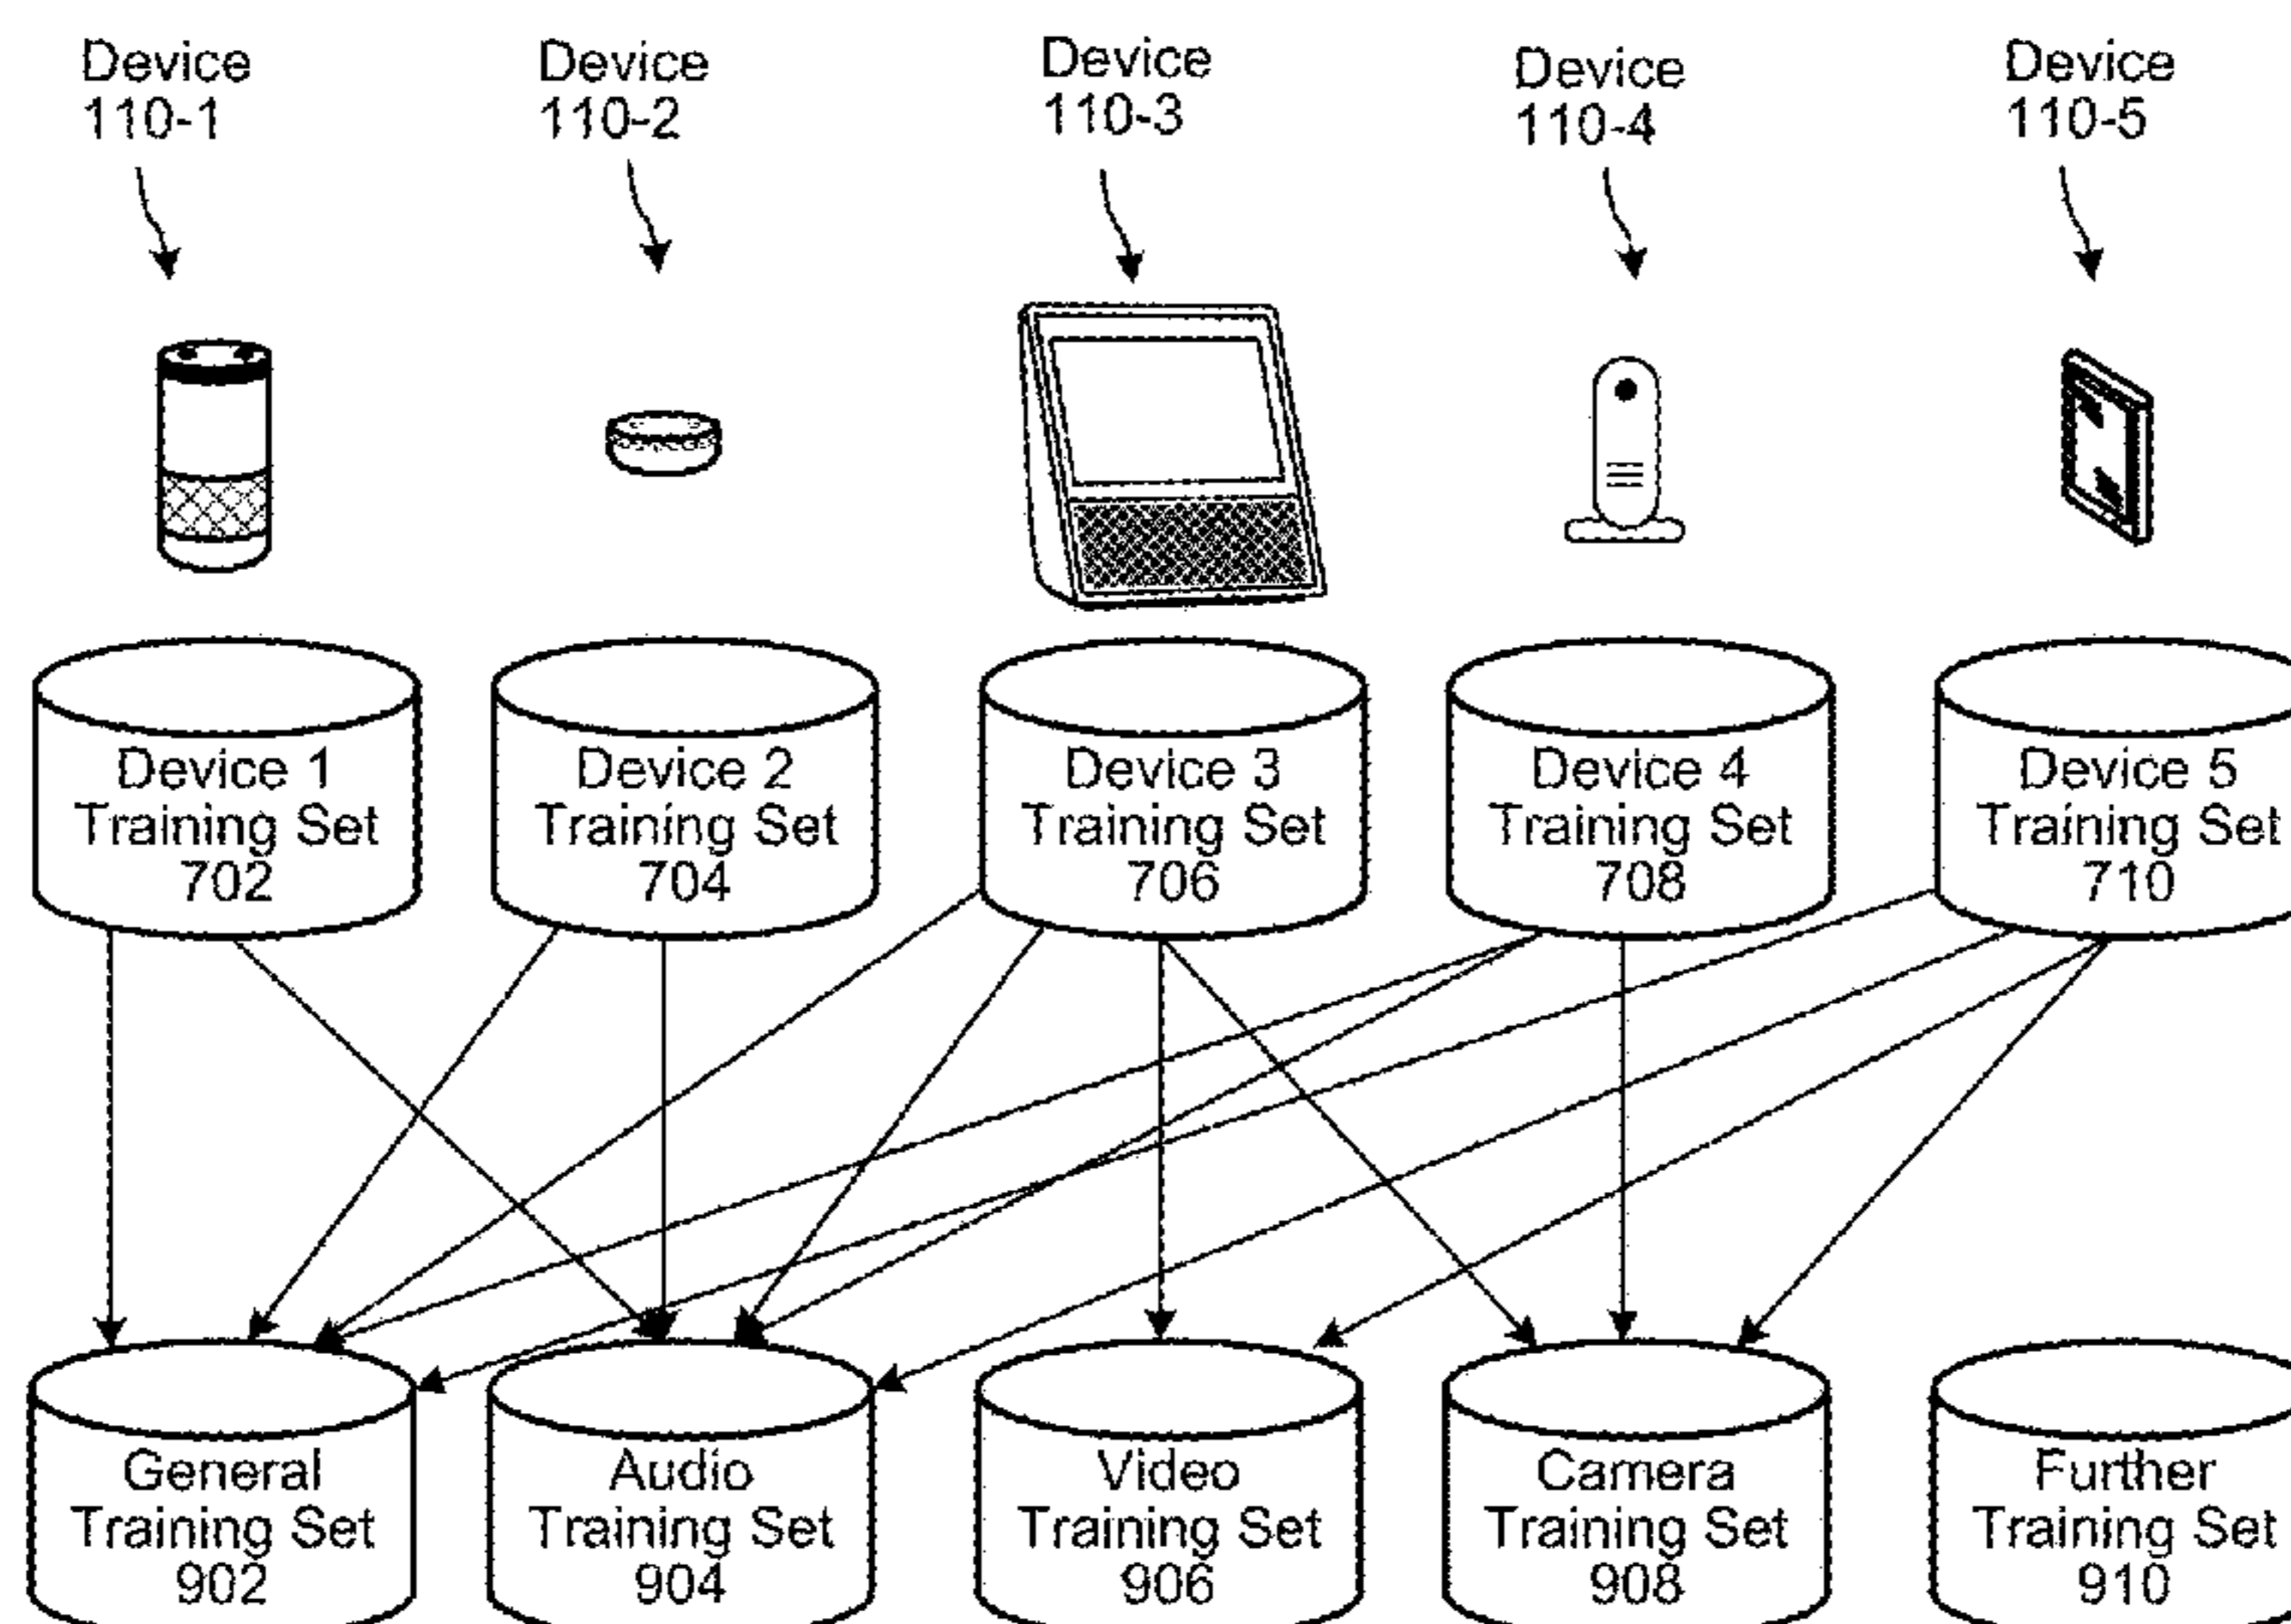 Device
110-1
Device
110-2
Device
110-3
Device
110-4
Device
110-5
Device 1
Training Set
702
Device 2
Training Set
704
Device 3
Training Set
706
Device 4
Training Set
708
Device 5
Training Set
710
General
Training Set
902
Audio
Training Set
904
Video
Training Set
906
Camera
Training Set
908
Further
Training Set
910